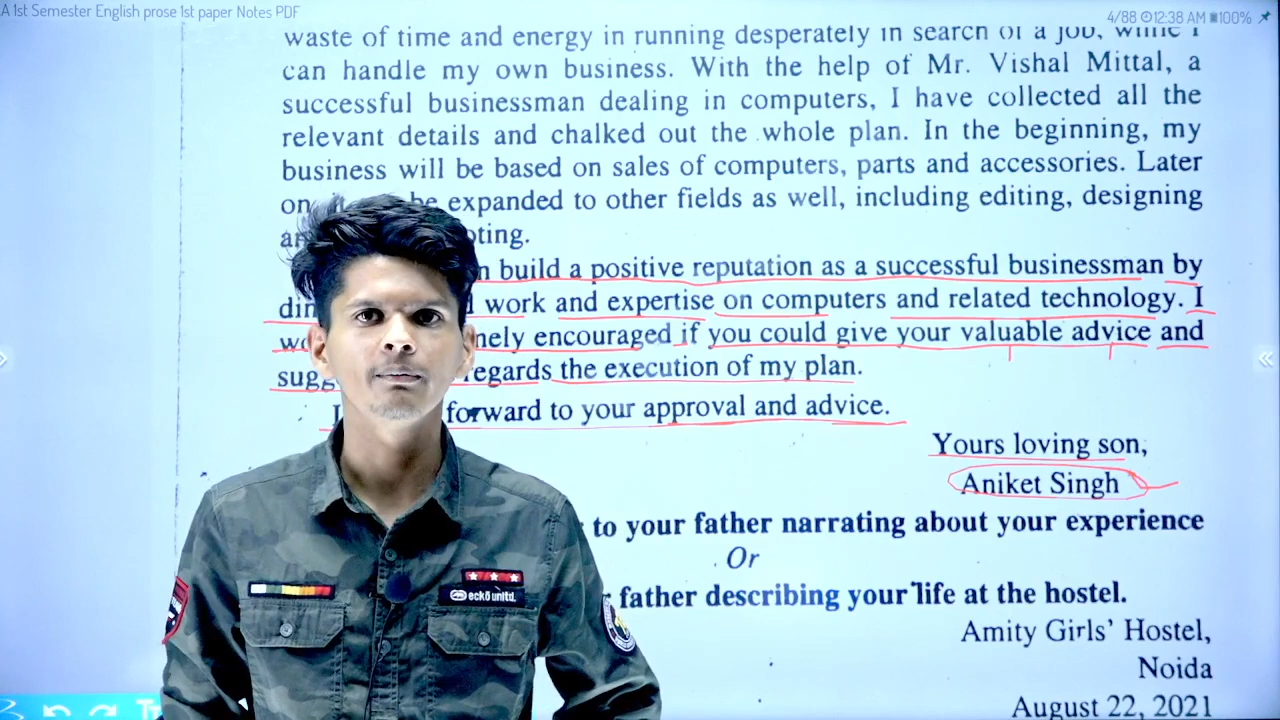 A 1st Semester English prose 1st paper Notes PDF
4/88 12:38 AM 100%
waste of time and energy in running desperately in search of a job, while I
can handle my own business. With the help of Mr. Vishal Mittal, a
successful businessman dealing in computers, I have collected all the
relevant details and chalked out the whole plan. In the beginning, my
business will be based on sales of computers, parts and accessories. Later
on be expanded to other fields as well, including editing, designing
build a positive reputation as a successful businessman by
work and expertise on computers and related technology. I
encouraged if you could give your valuable advice and
the execution of my plan.
forward to your approval and advice.
Yours loving son,
Aniket Singh
to your father narrating about your experience
Or
father describing your life at the hostel.
Amity Girls' Hostel,
Noida
August 22, 2021
eckō unltd.